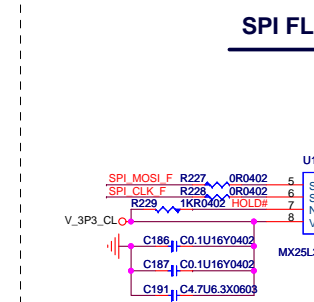 SPI FL
U1
SPI_MOSI_F R227 0R0402 5 S
SPI_CLK_F R228 0R0402 6 S
R229 1KR0402 HOLD# 7 N
V_3P3_CL 8 V
C186 C0.1U16Y0402
MX25L
C187 C0.1U16Y0402
C191 C4.7U6.3X0603